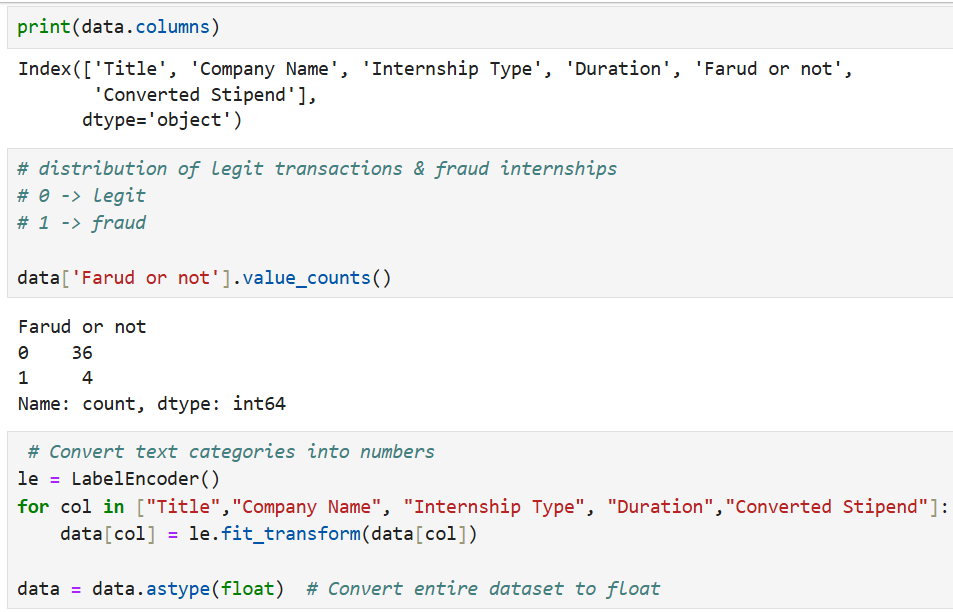 print(data.columns)
Index(['Title', 'Company Name', 'Internship Type', 'Duration', 'Farud or not',
       'Converted Stipend'],
      dtype='object')
# distribution of legit transactions & fraud internships
# 0 -> legit
# 1 -> fraud
data['Farud or not'].value_counts()
Farud or not
0    36
1     4
Name: count, dtype: int64
 # Convert text categories into numbers
le = LabelEncoder()
for col in ["Title","Company Name", "Internship Type", "Duration","Converted Stipend"]:
    data[col] = le.fit_transform(data[col])
data = data.astype(float)  # Convert entire dataset to float